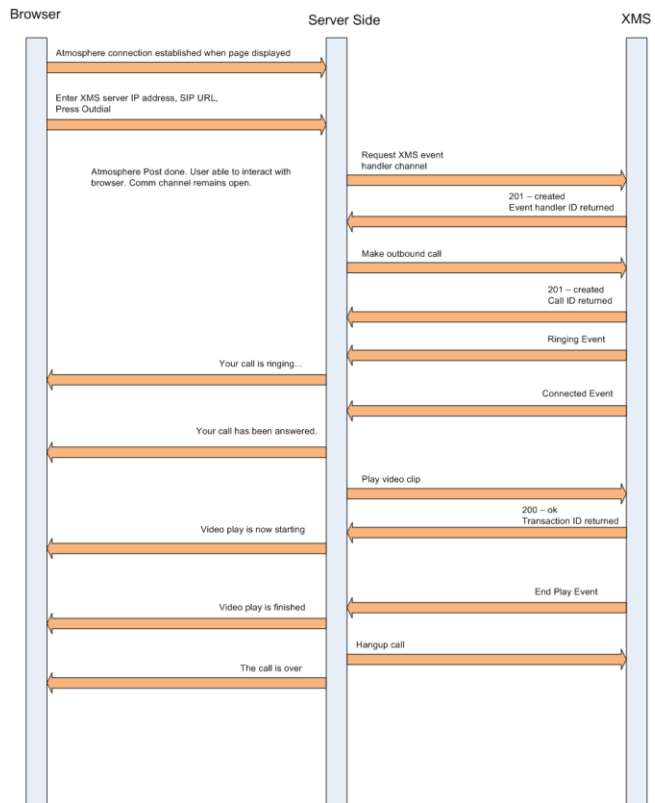 Browser
Server Side
XMS
Atmosphere connection established when page displayed
Enter XMS server IP address, SIP URL,
Press Outdial
Request XMS event
handler channel
Atmosphere Post done. User able to interact with
browser. Comm channel remains open.
201 – created
Event handler ID returned
Make outbound call
201 – created
Call ID returned
Ringing Event
Your call is ringing...
Connected Event
Your call has been answered.
Play video clip
200 – ok
Transaction ID returned
Video play is now starting
End Play Event
Video play is finished
Hangup call
The call is over